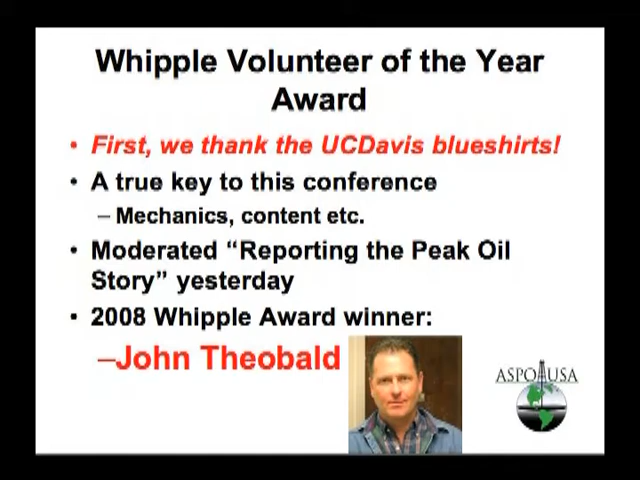 Whipple Volunteer of the Year
Award
• First, we thank the UCDavis blueshirts!
• A true key to this conference
– Mechanics, content etc.
• Moderated “Reporting the Peak Oil
Story” yesterday
• 2008 Whipple Award winner:
–John Theobald
ASPO USA